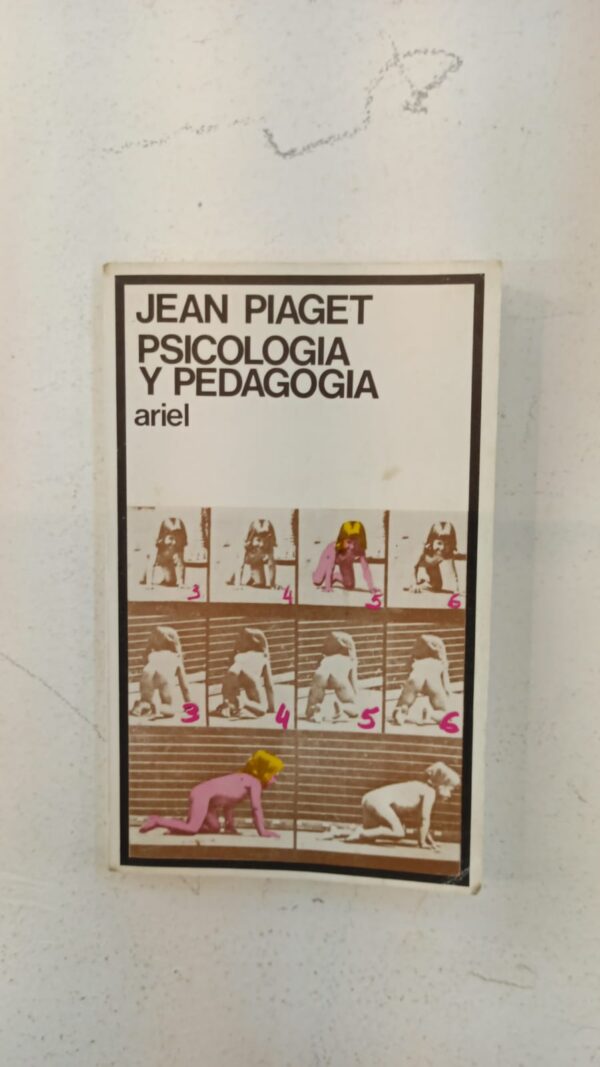 JEAN PIAGET
PSICOLOGIA
Y PEDAGOGIA
ariel
3 4 5 6
3 4 5 6